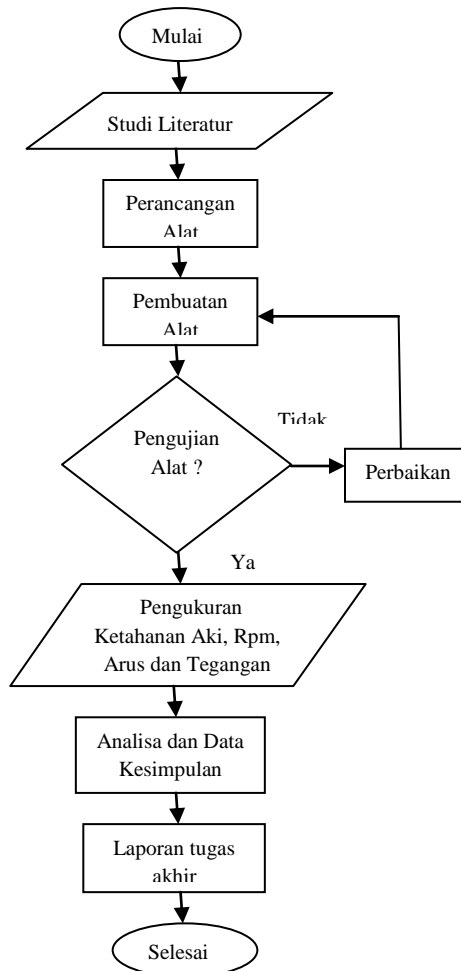 Mulai
Studi Literatur
Perancangan
Alat
Pembuatan
Alat
Tidak
Pengujian
Alat ?
Perbaikan
Ya
Pengukuran
Ketahanan Aki, Rpm,
Arus dan Tegangan
Analisa dan Data
Kesimpulan
Laporan tugas
akhir
Selesai